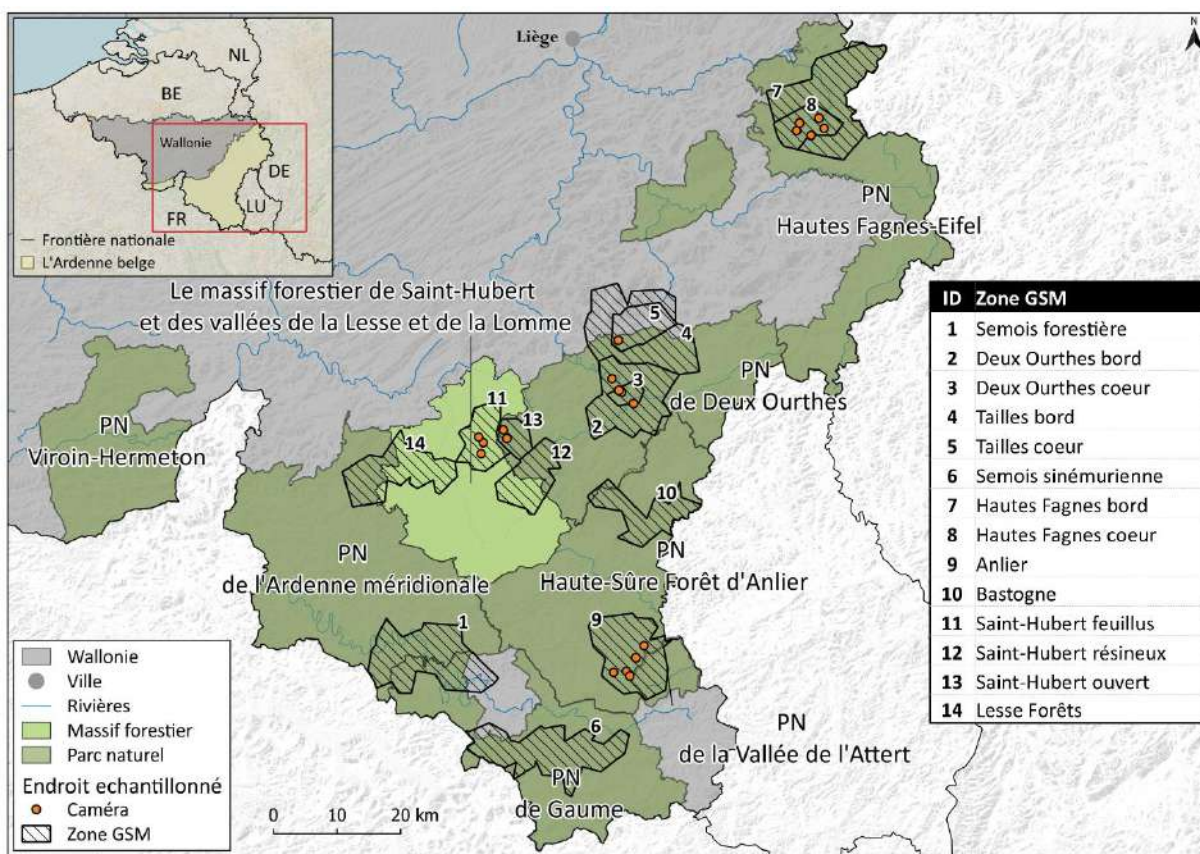 NL
BE
Wallonie
DE
LU
FR
Frontière nationale
L'Ardenne belge
Liège
N
7
8
PN
Hautes Fagnes-Eifel
Le massif forestier de Saint-Hubert
et des vallées de la Lesse et de la Lomme
5
4
3
2
PN
de Deux Ourthes
11
13
12
14
10
PN
Viroin-Hermeton
PN
de l'Ardenne méridionale
PN
Haute-Sûre Forêt d'Anlier
1
9
6
PN
de la Vallée de l'Attert
PN
de Gaume
ID Zone GSM
1 Semois forestière
2 Deux Ourthes bord
3 Deux Ourthes coeur
4 Tailles bord
5 Tailles coeur
6 Semois sinémurienne
7 Hautes Fagnes bord
8 Hautes Fagnes coeur
9 Anlier
10 Bastogne
11 Saint-Hubert feuillus
12 Saint-Hubert résineux
13 Saint-Hubert ouvert
14 Lesse Forêts
Wallonie
Ville
Rivières
Massif forestier
Parc naturel
Endroit echantillonné
Caméra
Zone GSM
0 10 20 km